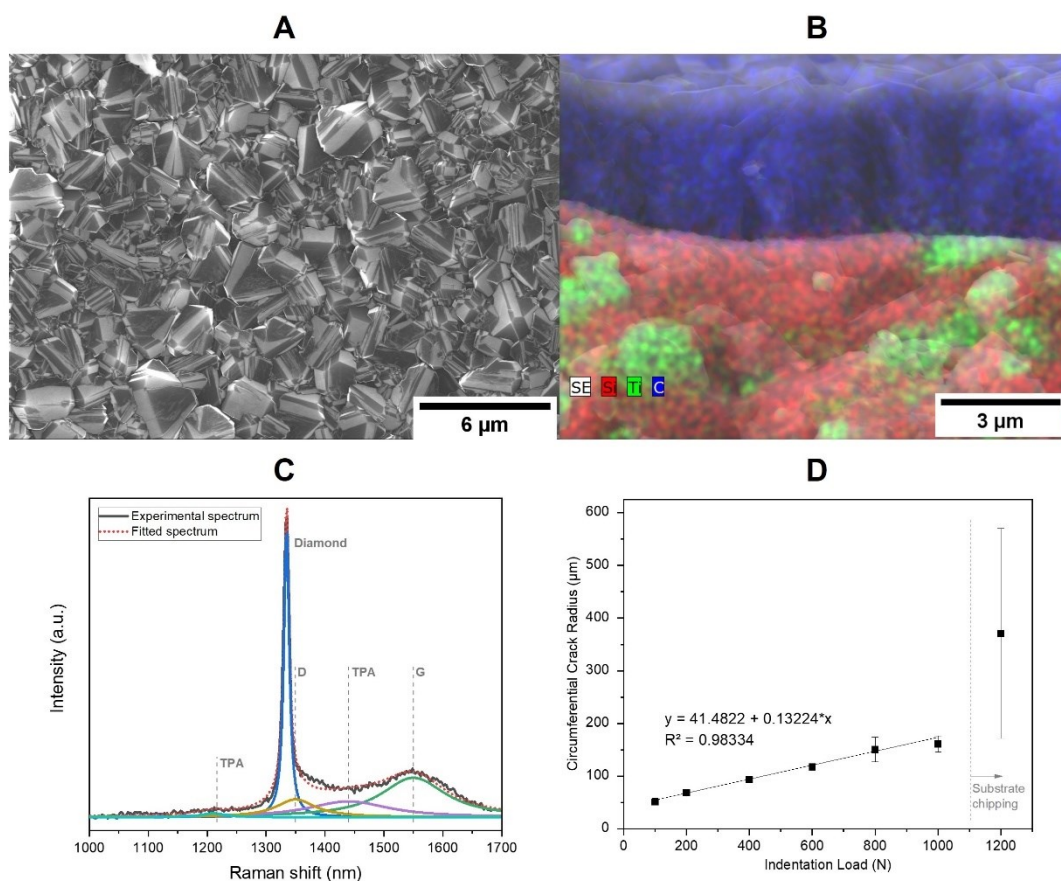 A
B
6 µm
SE Si Ti C
3 µm
C
D
Experimental spectrum
Fitted spectrum
Diamond
TPA
D
TPA
G
Intensity (a.u.)
1000 1100 1200 1300 1400 1500 1600 1700
Raman shift (nm)
600
500
400
300
200
100
0
Circumferential Crack Radius (µm)
y = 41.4822 + 0.13224*x
R² = 0.98334
Substrate
chipping
0 200 400 600 800 1000 1200
Indentation Load (N)